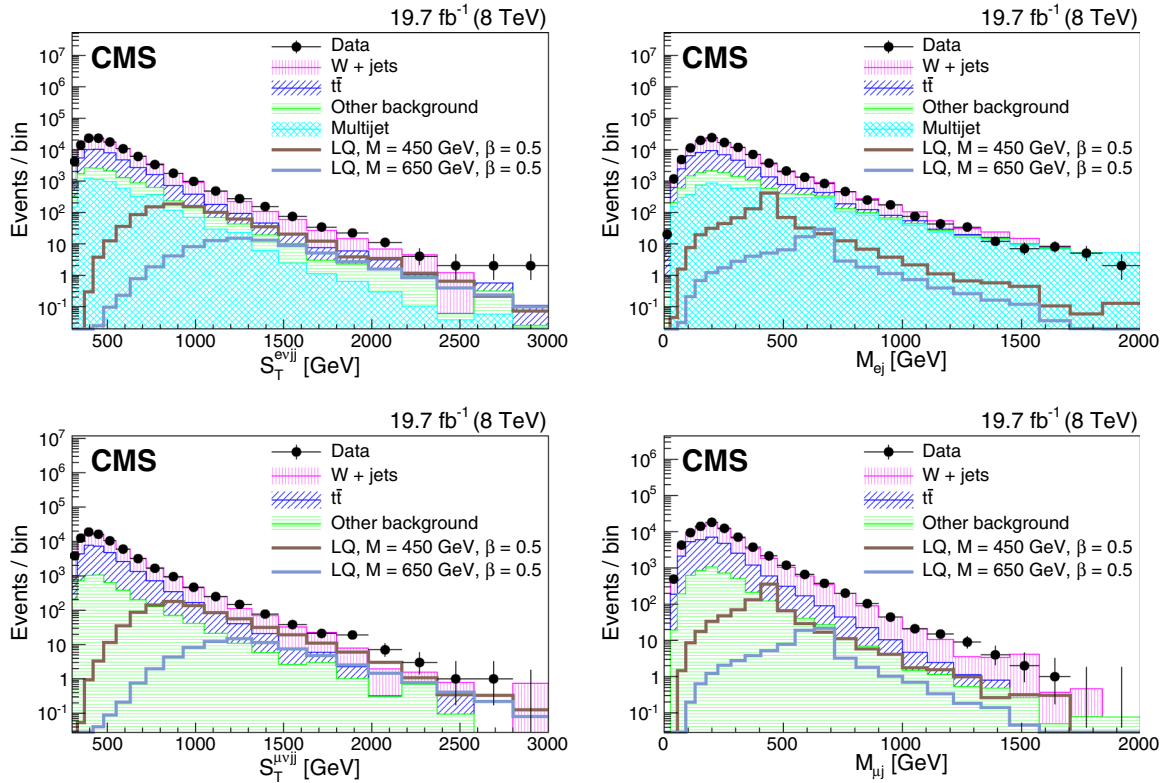 19.7 fb⁻¹ (8 TeV)
CMS
Data
W + jets
tt̄
Other background
Multijet
LQ, M = 450 GeV, β = 0.5
LQ, M = 650 GeV, β = 0.5
Events / bin
10⁷
10⁶
10⁵
10⁴
10³
10²
10
1
10⁻¹
500 1000 1500 2000 2500 3000
S_T^{eνjj} [GeV]
19.7 fb⁻¹ (8 TeV)
CMS
Data
W + jets
tt̄
Other background
Multijet
LQ, M = 450 GeV, β = 0.5
LQ, M = 650 GeV, β = 0.5
Events / bin
10⁷
10⁶
10⁵
10⁴
10³
10²
10
1
10⁻¹
0 500 1000 1500 2000
M_{ej} [GeV]
19.7 fb⁻¹ (8 TeV)
CMS
Data
W + jets
tt̄
Other background
LQ, M = 450 GeV, β = 0.5
LQ, M = 650 GeV, β = 0.5
Events / bin
10⁷
10⁶
10⁵
10⁴
10³
10²
10
1
10⁻¹
500 1000 1500 2000 2500 3000
S_T^{μνjj} [GeV]
19.7 fb⁻¹ (8 TeV)
CMS
Data
W + jets
tt̄
Other background
LQ, M = 450 GeV, β = 0.5
LQ, M = 650 GeV, β = 0.5
Events / bin
10⁶
10⁵
10⁴
10³
10²
10
1
10⁻¹
0 500 1000 1500 2000
M_{μj} [GeV]